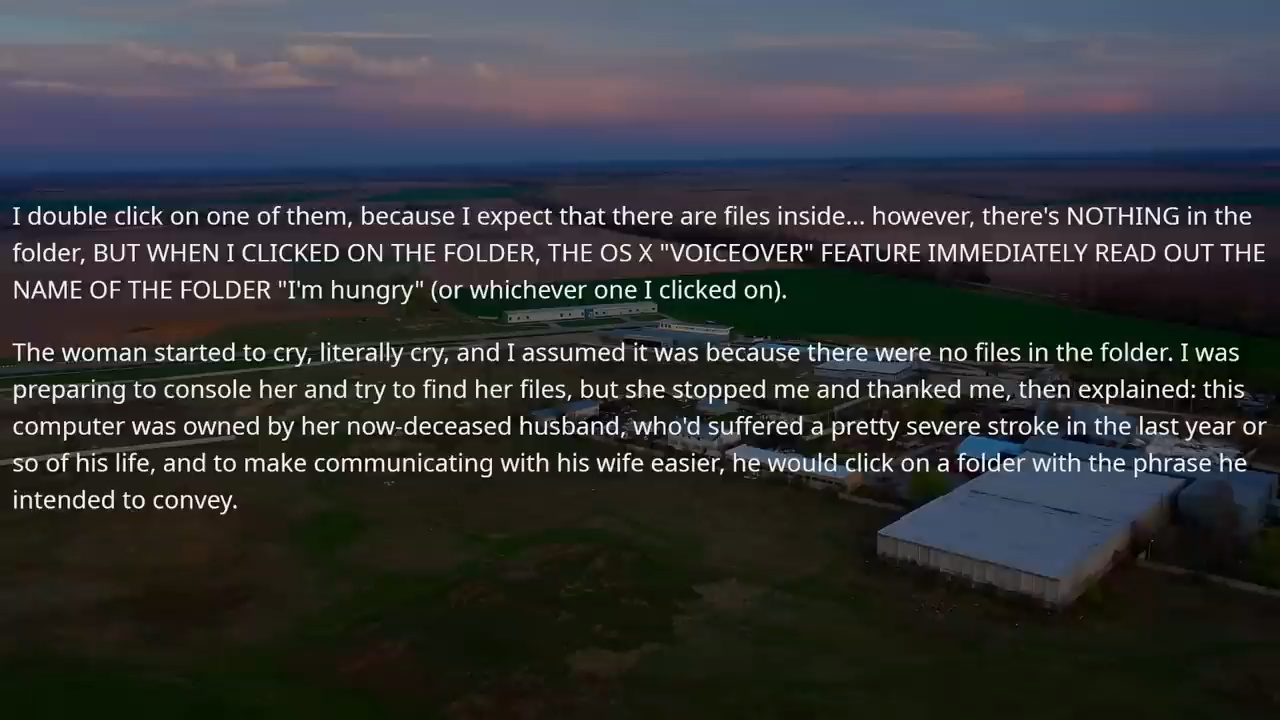 I double click on one of them, because I expect that there are files inside... however, there's NOTHING in the
folder, BUT WHEN I CLICKED ON THE FOLDER, THE OS X "VOICEOVER" FEATURE IMMEDIATELY READ OUT THE
NAME OF THE FOLDER "I'm hungry" (or whichever one I clicked on).
The woman started to cry, literally cry, and I assumed it was because there were no files in the folder. I was
preparing to console her and try to find her files, but she stopped me and thanked me, then explained: this
computer was owned by her now-deceased husband, who'd suffered a pretty severe stroke in the last year or
so of his life, and to make communicating with his wife easier, he would click on a folder with the phrase he
intended to convey.